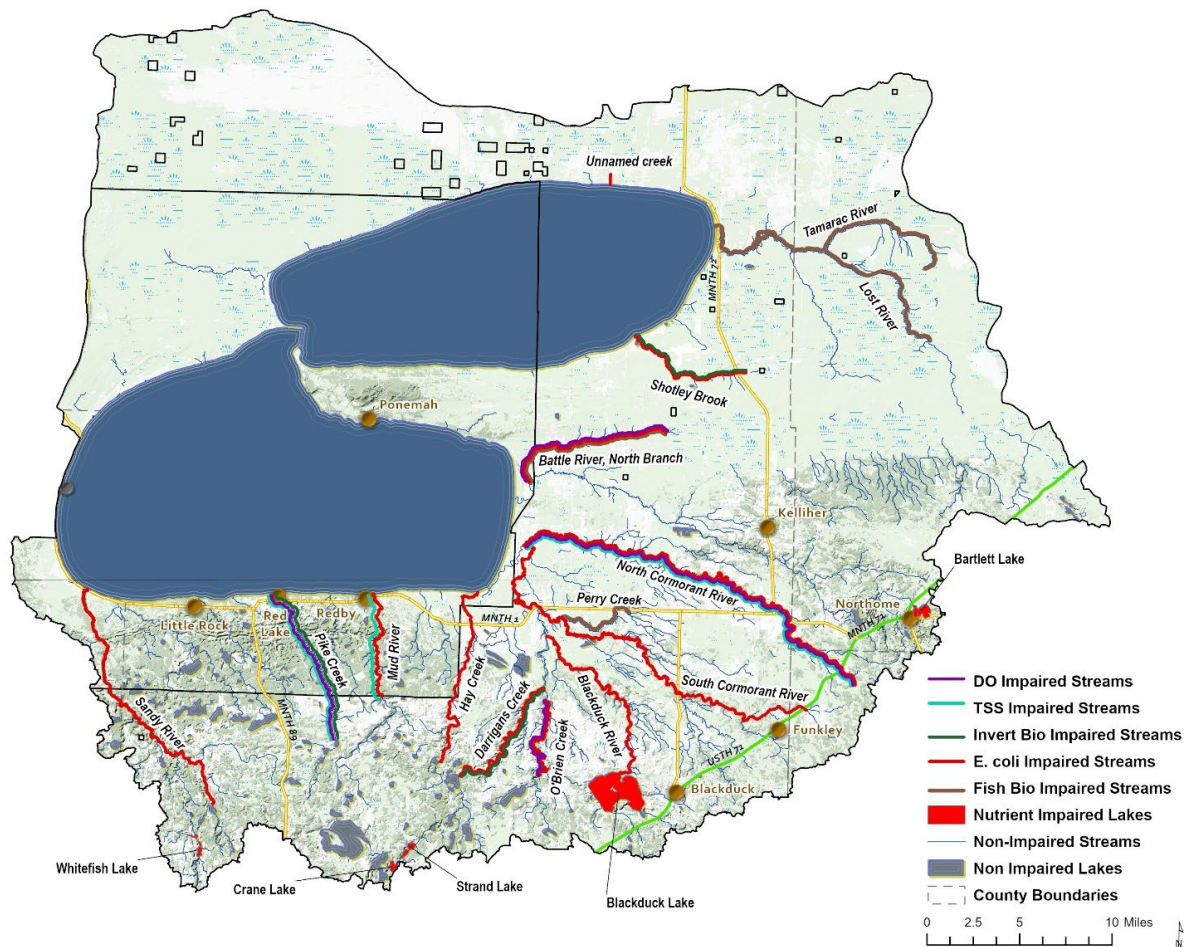 Unnamed creek
Tamarac River
MNTH 72
Lost River
Shotley Brook
Ponemah
Battle River, North Branch
Kelliher
Bartlett Lake
North Cormorant River
Northome
Perry Creek
MNTH 1
Little Rock
Red
Lake
Redby
Pike Creek
Mud River
Hay Creek
Sandy River
MNTH 89
Darrigans Creek
O'Brien Creek
Blackduck River
South Cormorant River
Funkley
USTH 71
Blackduck
Whitefish Lake
Crane Lake
Strand Lake
Blackduck Lake
DO Impaired Streams
TSS Impaired Streams
Invert Bio Impaired Streams
E. coli Impaired Streams
Fish Bio Impaired Streams
Nutrient Impaired Lakes
Non-Impaired Streams
Non Impaired Lakes
County Boundaries
0 2.5 5 10 Miles